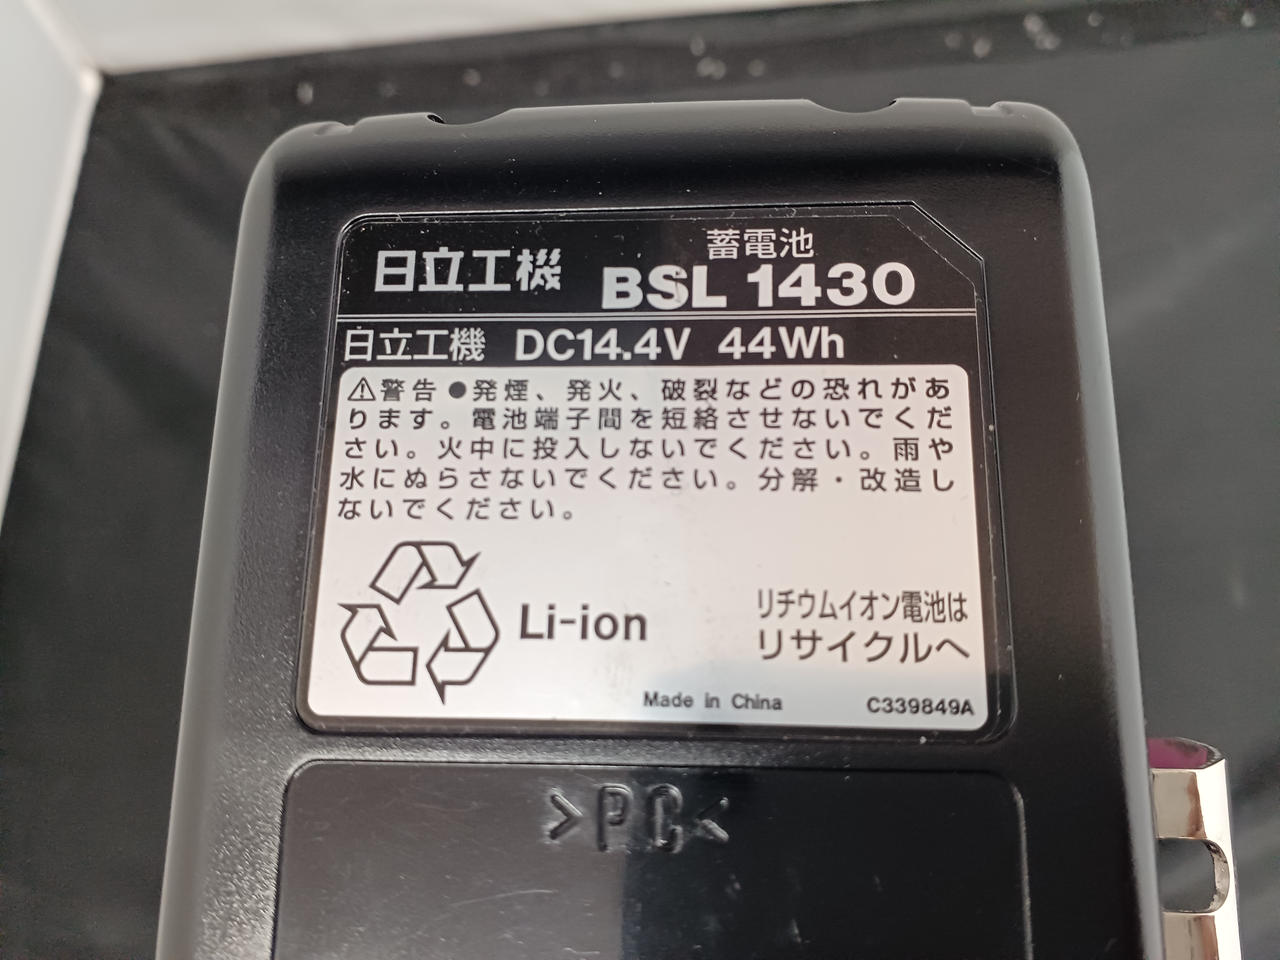 蓄電池
日立工機 BSL 1430
日立工機 DC14.4V 44Wh
⚠警告 ●発煙、発火、破裂などの恐れがあ
ります。電池端子間を短絡させないでくだ
さい。火中に投入しないでください。雨や
水にぬらさないでください。分解・改造し
ないでください。
Li-ion
リチウムイオン電池は
リサイクルへ
Made in China
C339849A
>PC<